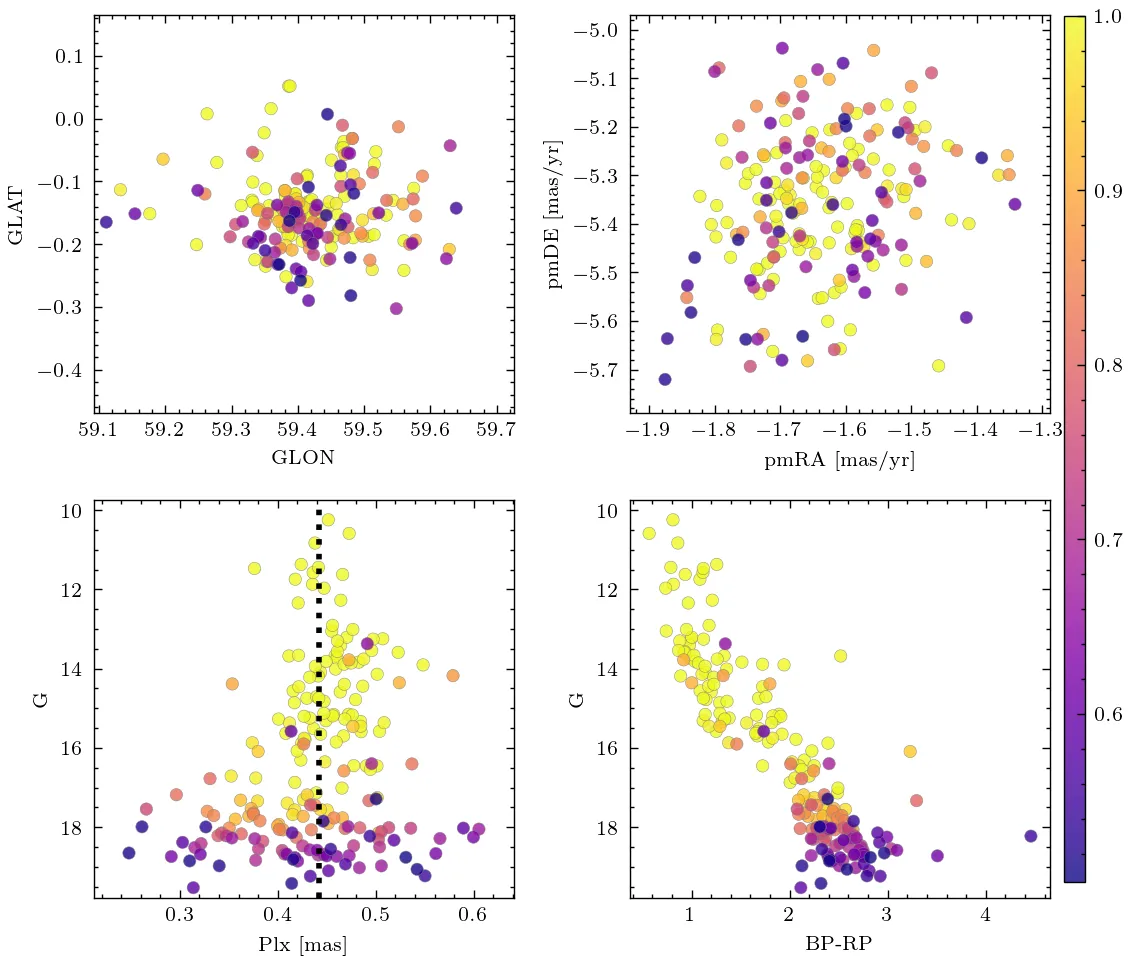 0.1
0.0
−0.1
−0.2
−0.3
−0.4
GLAT
59.1 59.2 59.3 59.4 59.5 59.6 59.7
GLON
−5.0
−5.1
−5.2
−5.3
−5.4
−5.5
−5.6
−5.7
pmDE [mas/yr]
−1.9 −1.8 −1.7 −1.6 −1.5 −1.4 −1.3
pmRA [mas/yr]
1.0
0.9
0.8
0.7
0.6
10
12
14
16
18
G
0.3 0.4 0.5 0.6
Plx [mas]
10
12
14
16
18
G
1 2 3 4
BP-RP